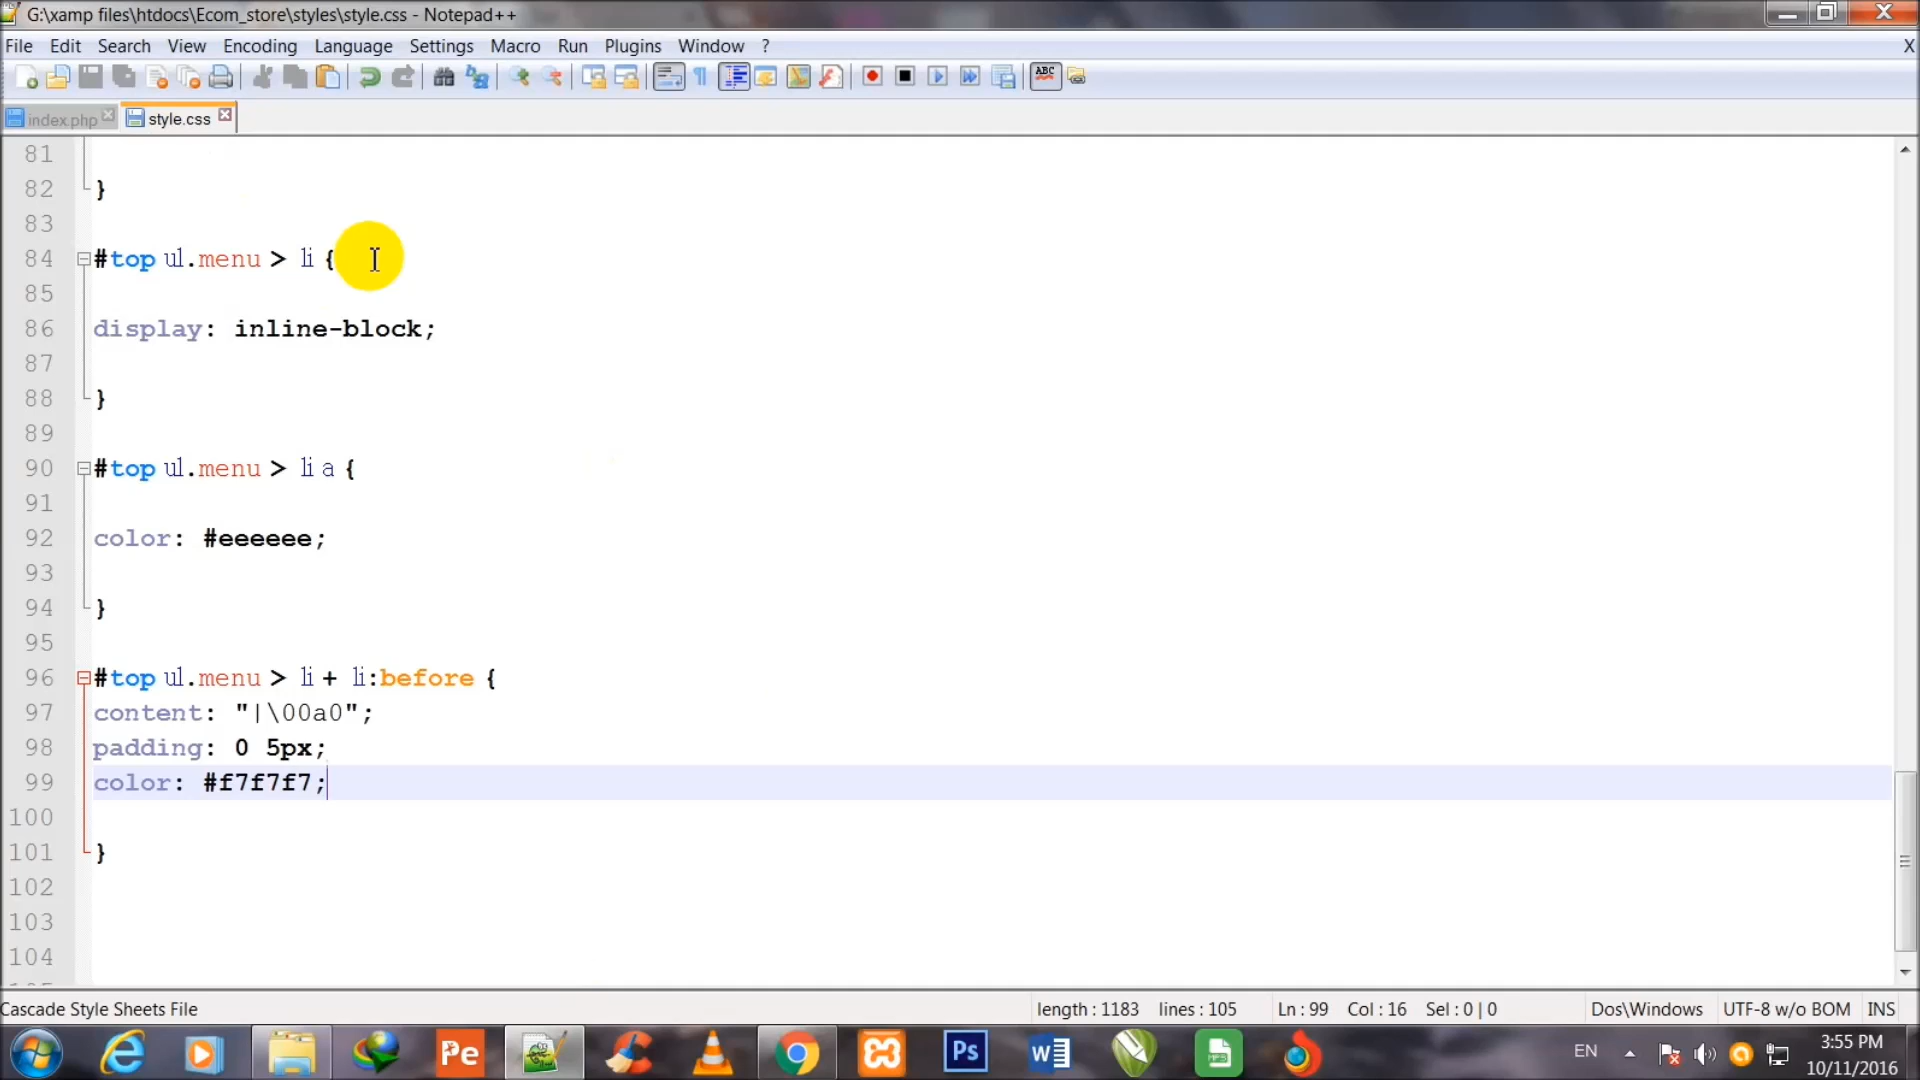 G:\xamp files\htdocs\Ecom_store\styles\style.css - Notepad++
File Edit Search View Encoding Language Settings Macro Run Plugins Window ? X
ABC
index.php style.css
81
82 }
83
84 #top ul.menu > li {
85
86 display: inline-block;
87
88 }
89
90 #top ul.menu > li a {
91
92 color: #eeeeee;
93
94 }
95
96 #top ul.menu > li + li:before {
97 content: "|\00a0";
98 padding: 0 5px;
99 color: #f7f7f7;
100
101 }
102
103
104
Cascade Style Sheets File length : 1183 lines : 105 Ln : 99 Col : 16 Sel : 0 | 0 Dos\Windows UTF-8 w/o BOM INS
Pe Ps W MP3 EN 3:55 PM
10/11/2016